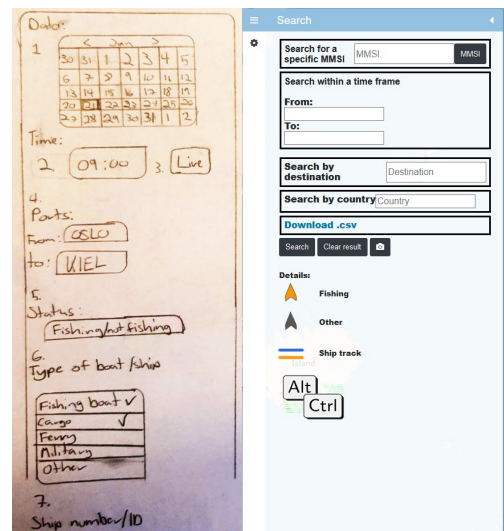 Dato:
1
< Jan >
30 31 1 2 3 4 5
6 7 8 9 10 11 12
13 14 15 16 17 18 19
20 21 22 23 24 25 26
27 28 29 30 31 1 2
Time:
2 09:00 3. Live
4.
Ports:
From: OSLO
to: KIEL
5.
Status:
Fishing/not fishing
6.
Type of boat/ship
Fishing boat ✓
Cargo ✓
Ferry
Military
Other
7.
Ship number/ID
Search
Search for a
specific MMSI
MMSI
MMSI
Search within a time frame
From:
To:
Search by
destination
Destination
Search by country
Country
Download .csv
Search Clear result
Details:
Fishing
Other
Ship track
Island
Alt
Ctrl